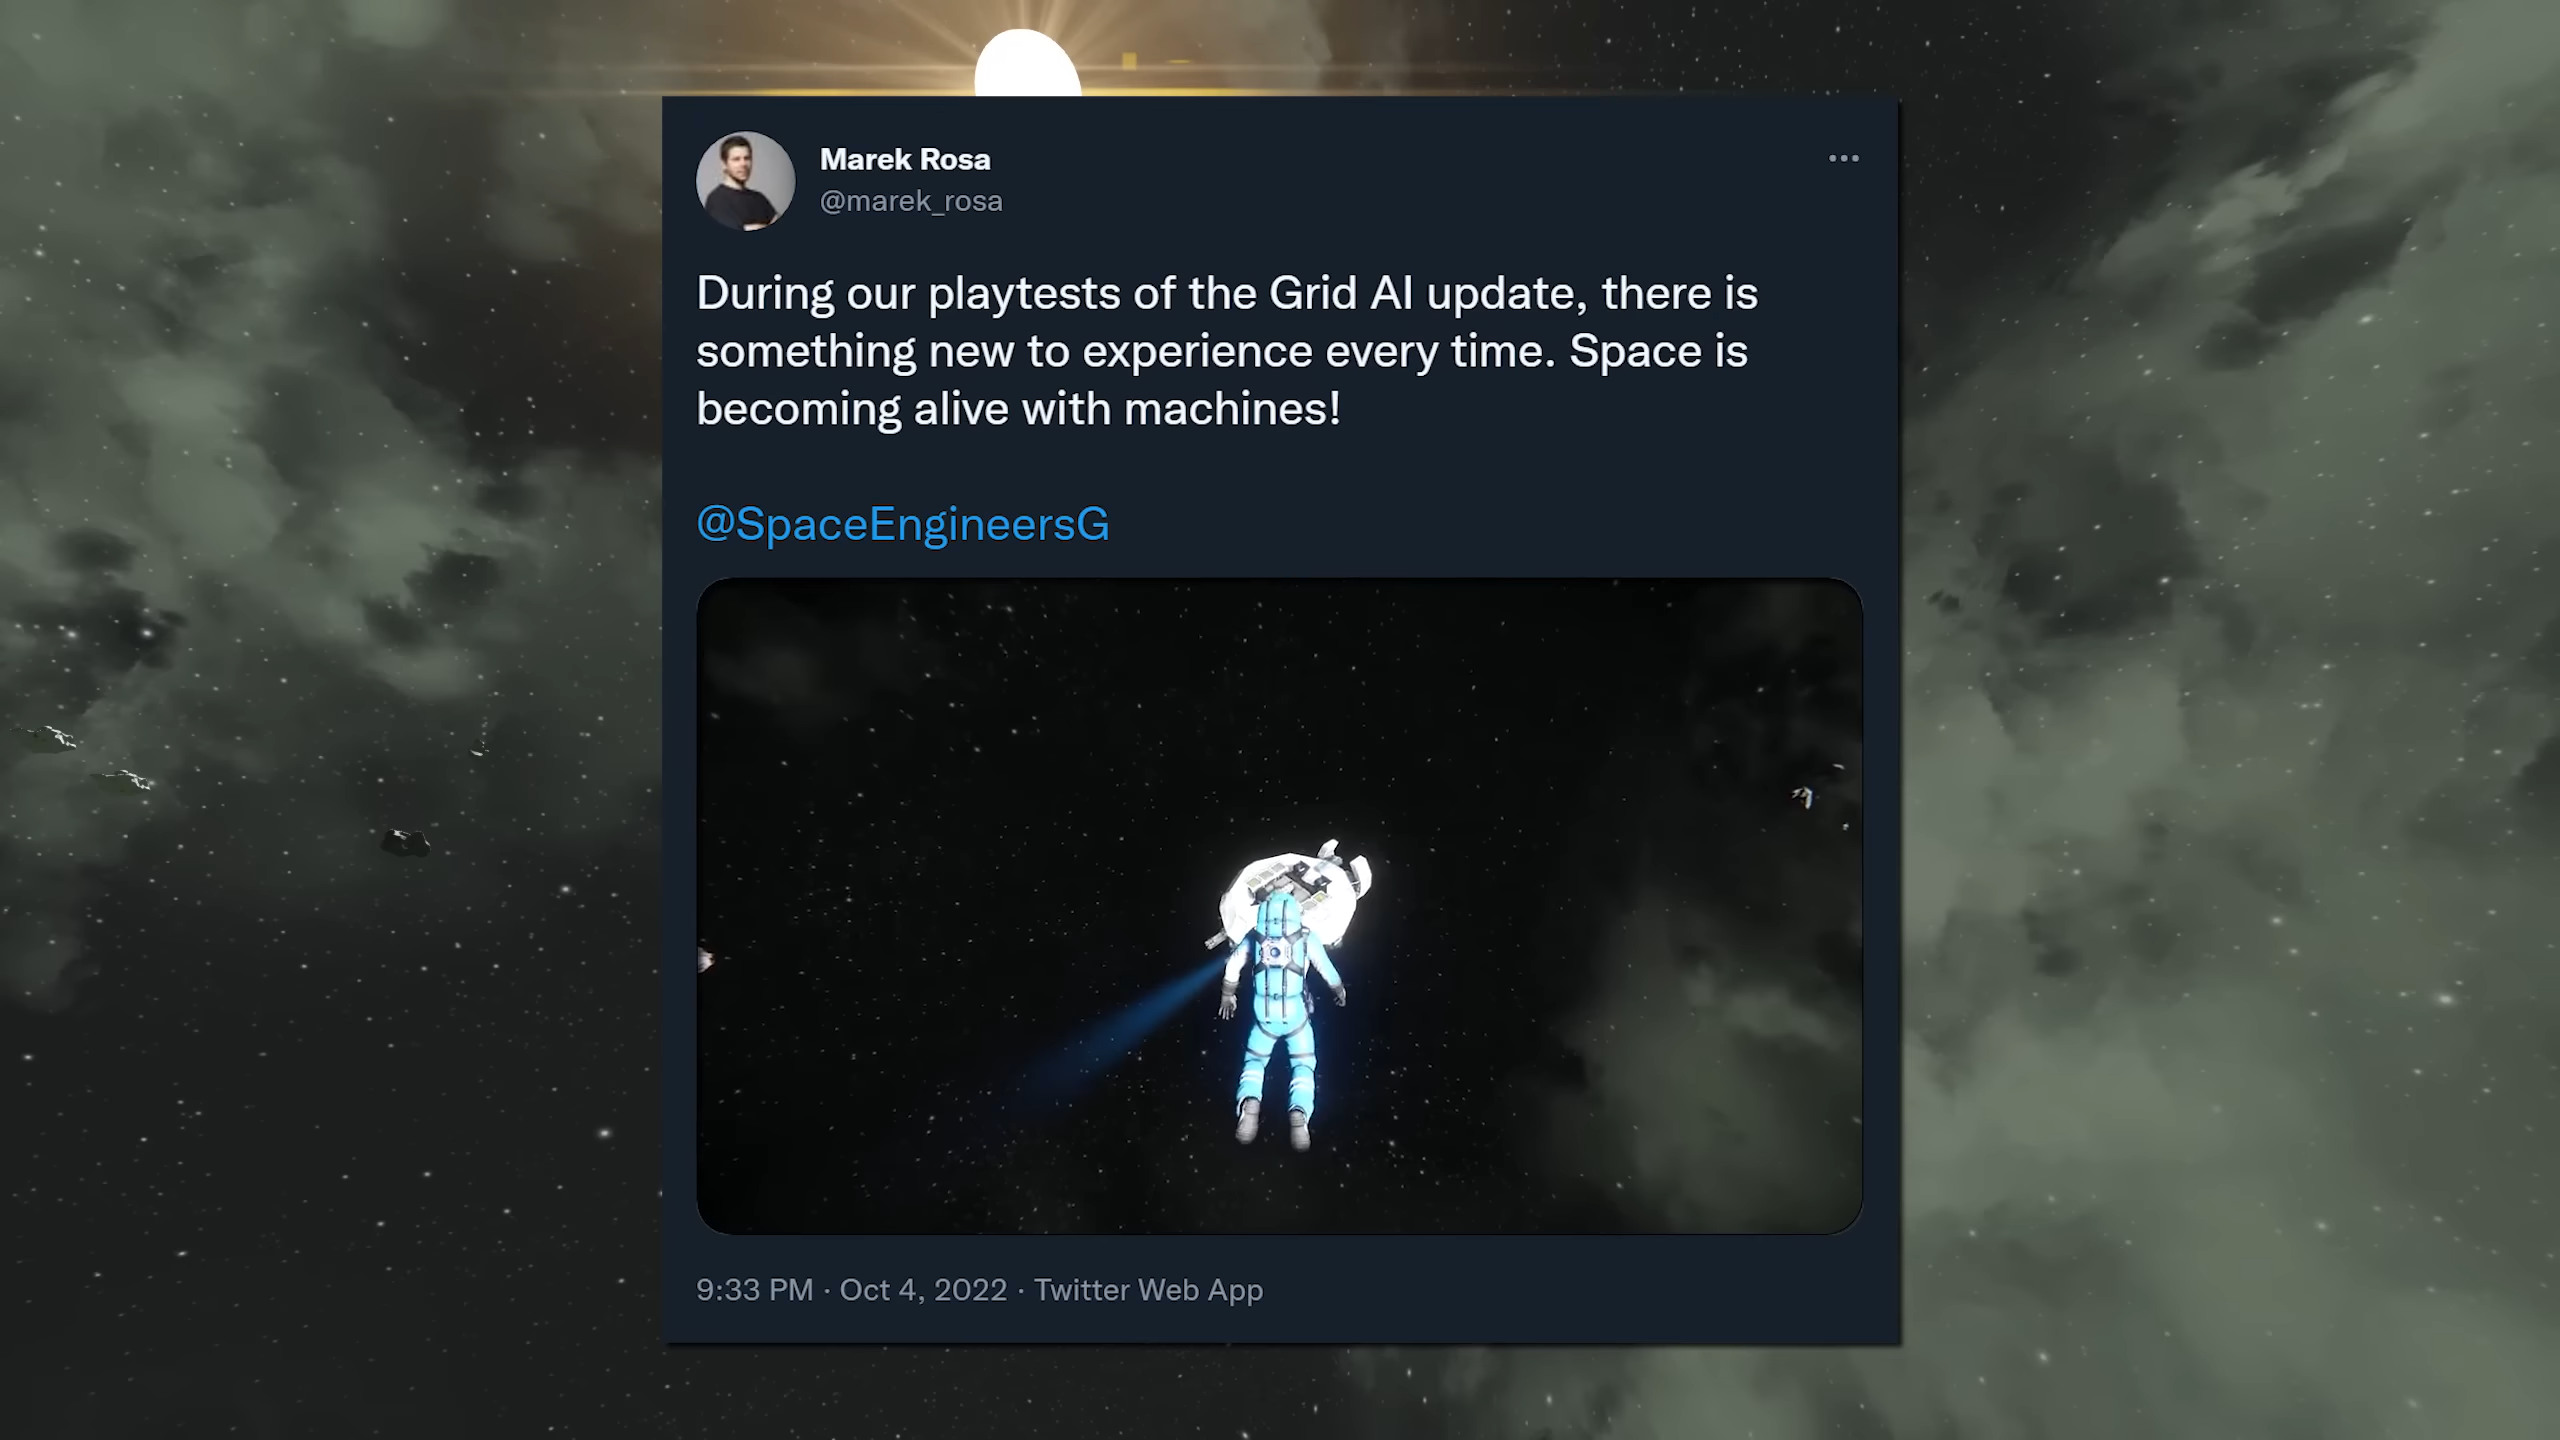 Marek Rosa
@marek_rosa
During our playtests of the Grid AI update, there is
something new to experience every time. Space is
becoming alive with machines!
@SpaceEngineersG
9:33 PM · Oct 4, 2022 · Twitter Web App